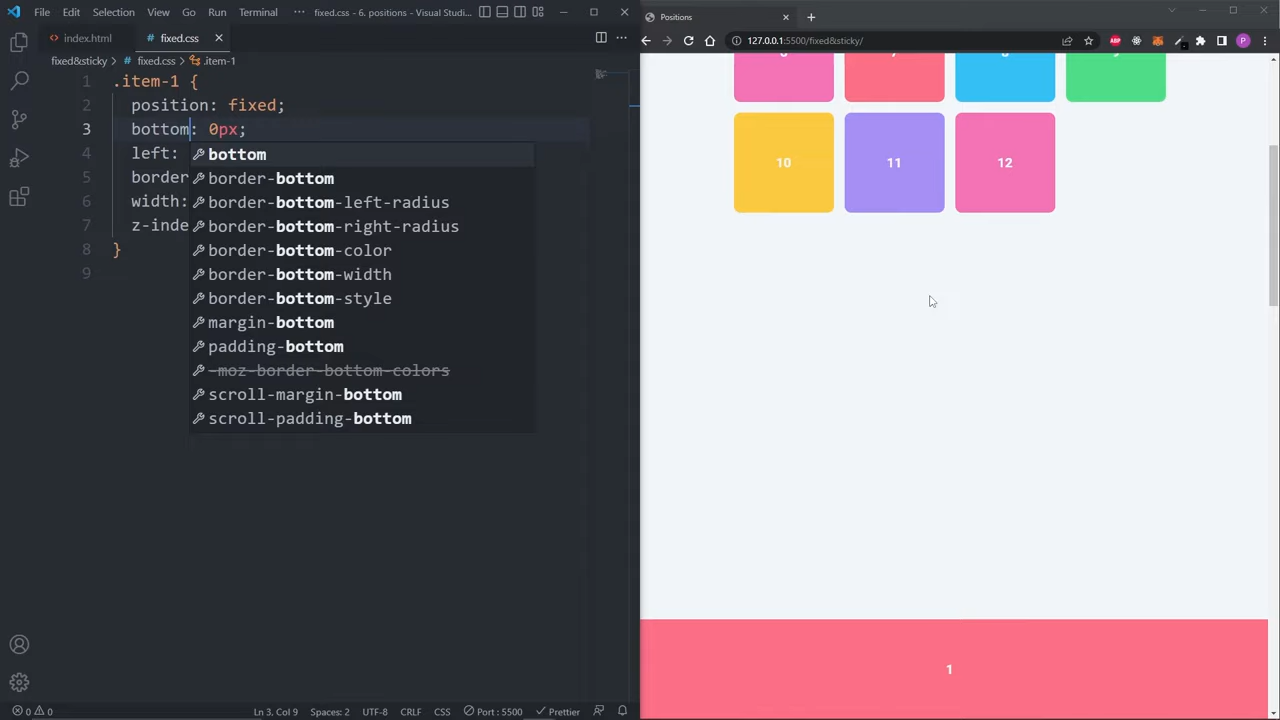 File Edit Selection View Go Run Terminal ··· fixed.css - 6. positions - Visual Studi...
index.html
# fixed.css
fixed&sticky > # fixed.css > .item-1
1 .item-1 {
2 position: fixed;
3 bottom: 0px;
4 left:
5 border
6 width:
7 z-inde
8 }
9
bottom
border-bottom
border-bottom-left-radius
border-bottom-right-radius
border-bottom-color
border-bottom-width
border-bottom-style
margin-bottom
padding-bottom
-moz-border-bottom-colors
scroll-margin-bottom
scroll-padding-bottom
0 0 Ln 3, Col 9 Spaces: 2 UTF-8 CRLF CSS Port : 5500 Prettier
Positions
127.0.0.1:5500/fixed&sticky/
ABP
P
10 11 12
1